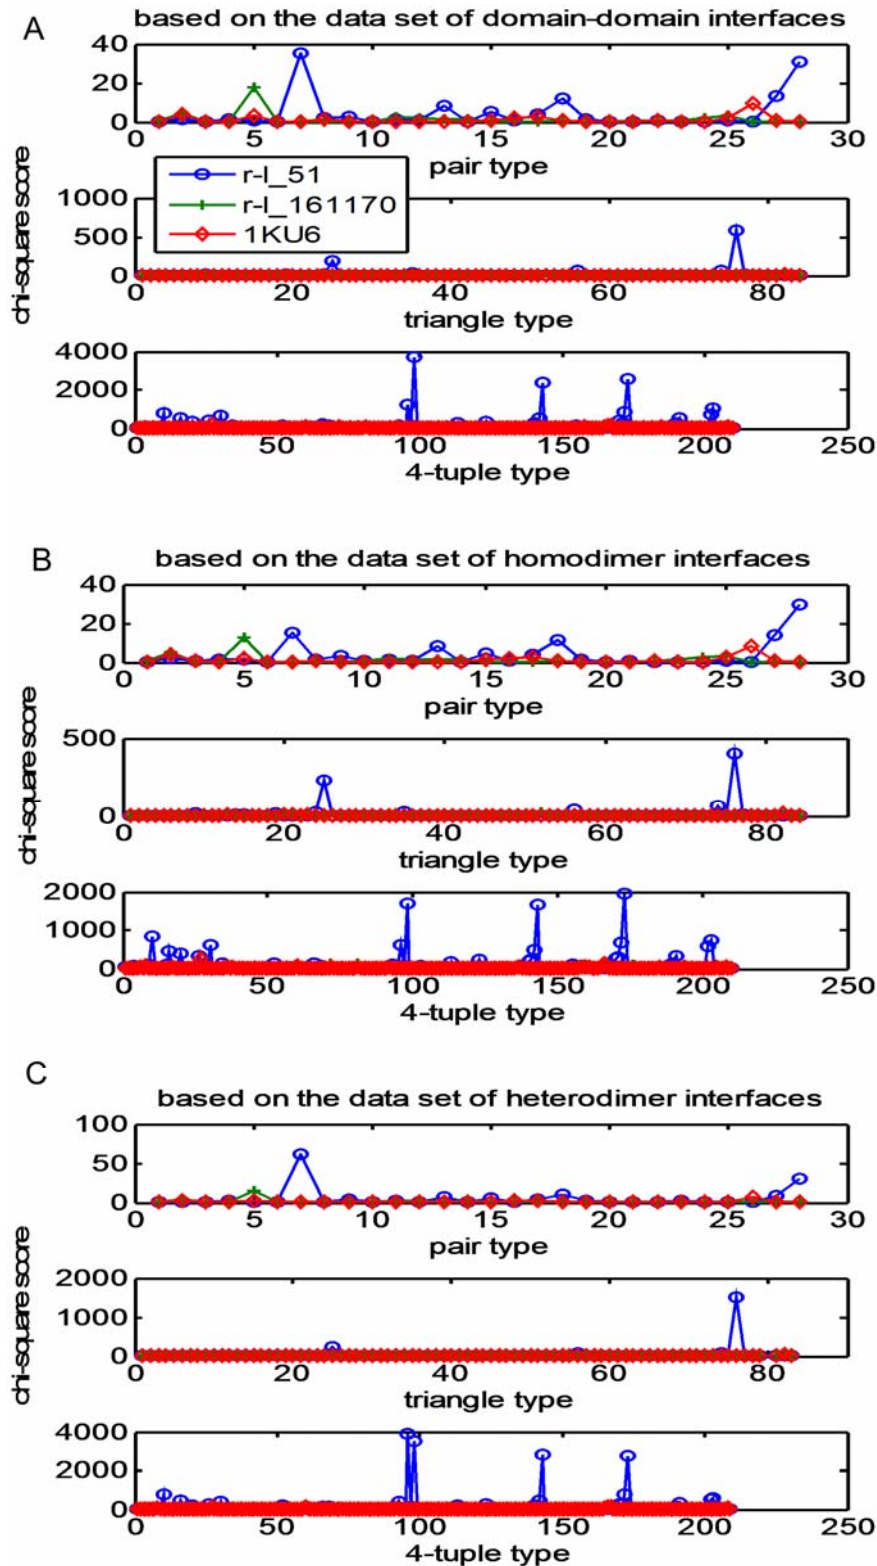 A
based on the data set of domain-domain interfaces
40
20
0
0 5 10 15 20 25 30
pair type
r-l_51
r-l_161170
1KU6
chi-square score
1000
500
0
0 20 40 60 80
triangle type
4000
2000
0
0 50 100 150 200 250
4-tuple type
B
based on the data set of homodimer interfaces
40
20
0
0 5 10 15 20 25 30
pair type
chi-square score
500
0
0 20 40 60 80
triangle type
2000
1000
0
0 50 100 150 200 250
4-tuple type
C
based on the data set of heterodimer interfaces
100
50
0
0 5 10 15 20 25 30
pair type
chi-square score
2000
1000
0
0 20 40 60 80
triangle type
4000
2000
0
0 50 100 150 200 250
4-tuple type